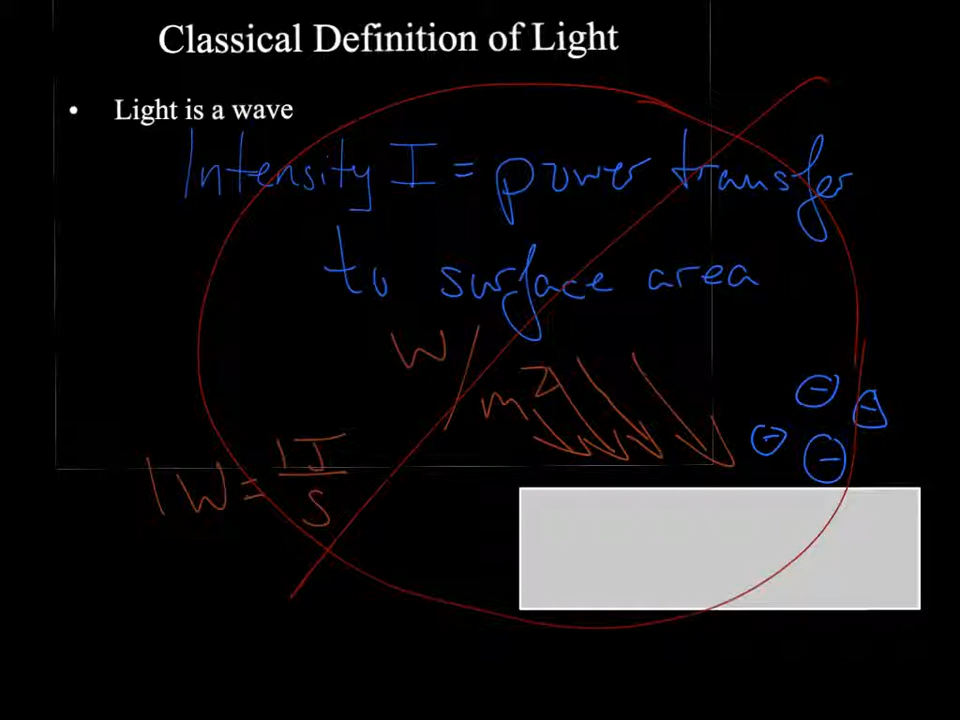 Classical Definition of Light
• Light is a wave
Intensity I = power transfer
to surface area
W/m²
1W = 1J/s
⊖ ⊖ ⊖ ⊖